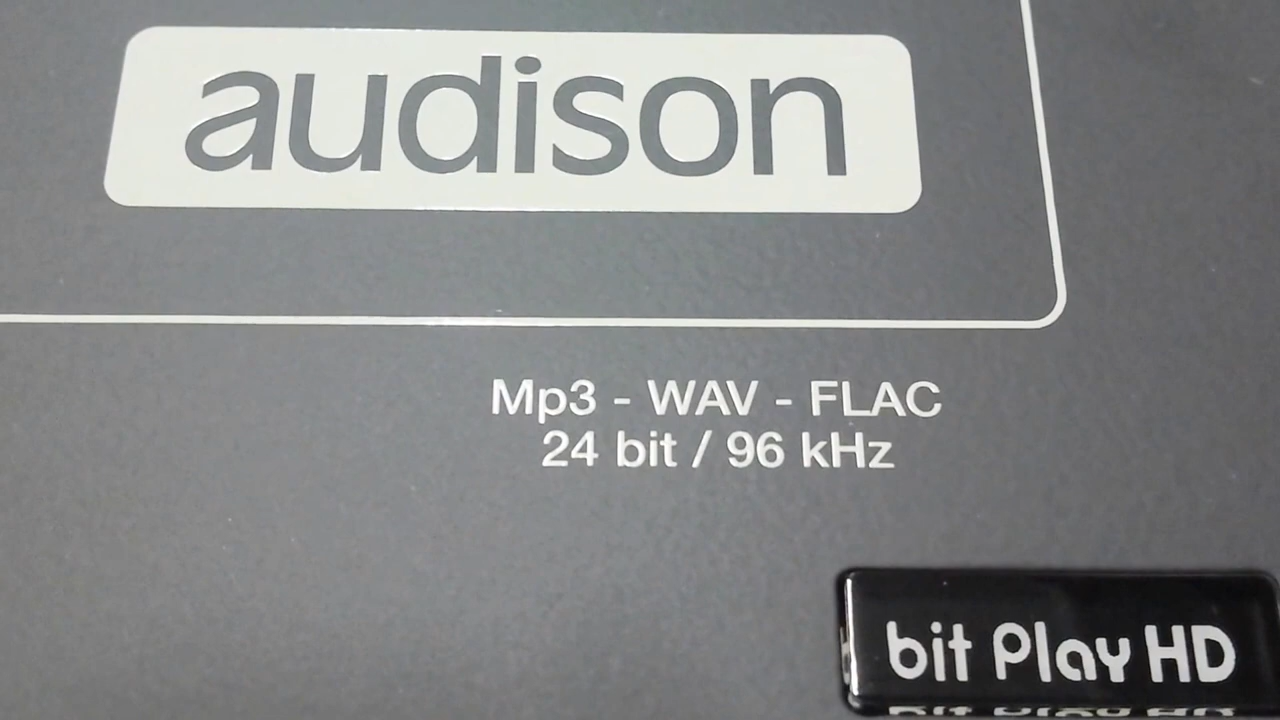 audison
Mp3 - WAV - FLAC
24 bit / 96 kHz
bit Play HD